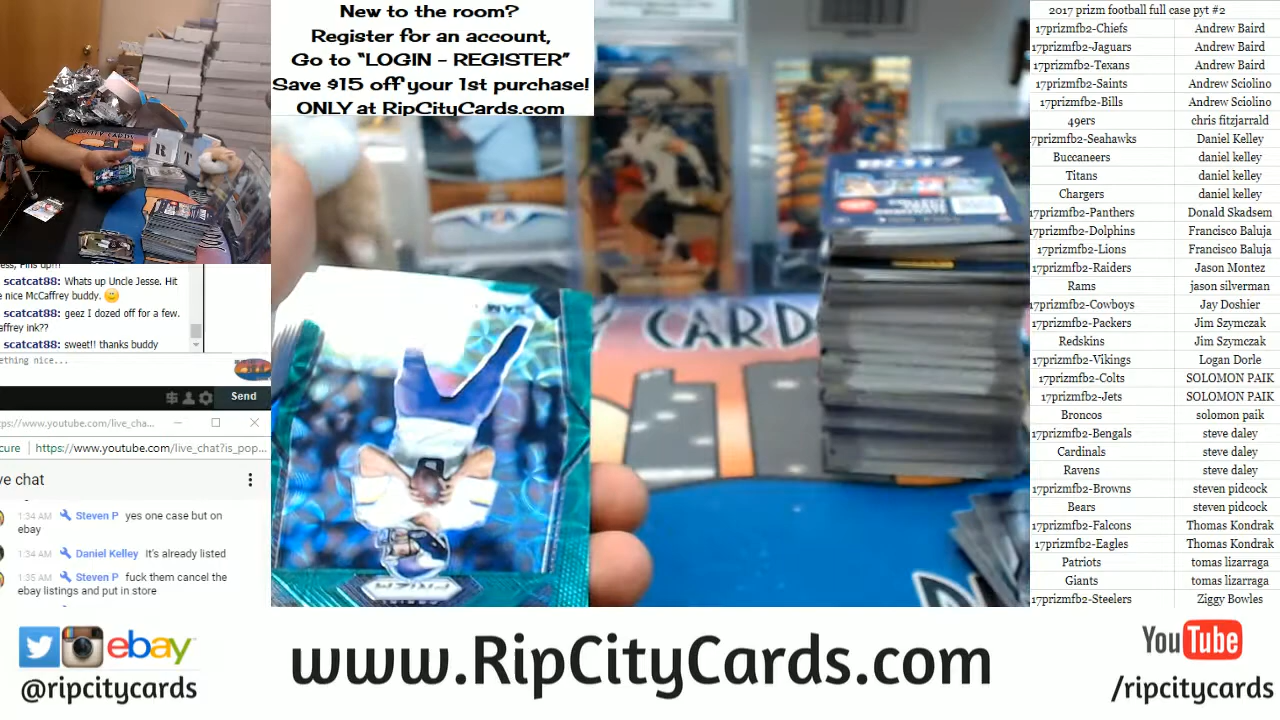 New to the room?
Register for an account,
Go to “LOGIN – REGISTER”
Save $15 off your 1st purchase!
ONLY at RipCityCards.com
scatcat88: Whats up Uncle Jesse. Hit
nice McCaffrey buddy.
scatcat88: geez I dozed off for a few.
ffrey ink??
scatcat88: sweet!! thanks buddy
ething nice...
Send
ps://www.youtube.com/live_cha...
cure https://www.youtube.com/live_chat?is_pop...
ve chat
1:34 AM Steven P yes one case but on
ebay
1:34 AM Daniel Kelley It's already listed
1:35 AM Steven P fuck them cancel the
ebay listings and put in store
CARD
PRIZM
2017 prizm football full case pyt #2
17prizmfb2-Chiefs Andrew Baird
17prizmfb2-Jaguars Andrew Baird
17prizmfb2-Texans Andrew Baird
17prizmfb2-Saints Andrew Sciolino
17prizmfb2-Bills Andrew Sciolino
49ers chris fitzjarrald
17prizmfb2-Seahawks Daniel Kelley
Buccaneers daniel kelley
Titans daniel kelley
Chargers daniel kelley
17prizmfb2-Panthers Donald Skadsem
17prizmfb2-Dolphins Francisco Baluja
17prizmfb2-Lions Francisco Baluja
17prizmfb2-Raiders Jason Montez
Rams jason silverman
17prizmfb2-Cowboys Jay Doshier
17prizmfb2-Packers Jim Szymczak
Redskins Jim Szymczak
17prizmfb2-Vikings Logan Dorle
17prizmfb2-Colts SOLOMON PAIK
17prizmfb2-Jets SOLOMON PAIK
Broncos solomon paik
17prizmfb2-Bengals steve daley
Cardinals steve daley
Ravens steve daley
17prizmfb2-Browns steven pidcock
Bears steven pidcock
17prizmfb2-Falcons Thomas Kondrak
17prizmfb2-Eagles Thomas Kondrak
Patriots tomas lizarraga
Giants tomas lizarraga
17prizmfb2-Steelers Ziggy Bowles
ebay
@ripcitycards
www.RipCityCards.com
YouTube
/ripcitycards